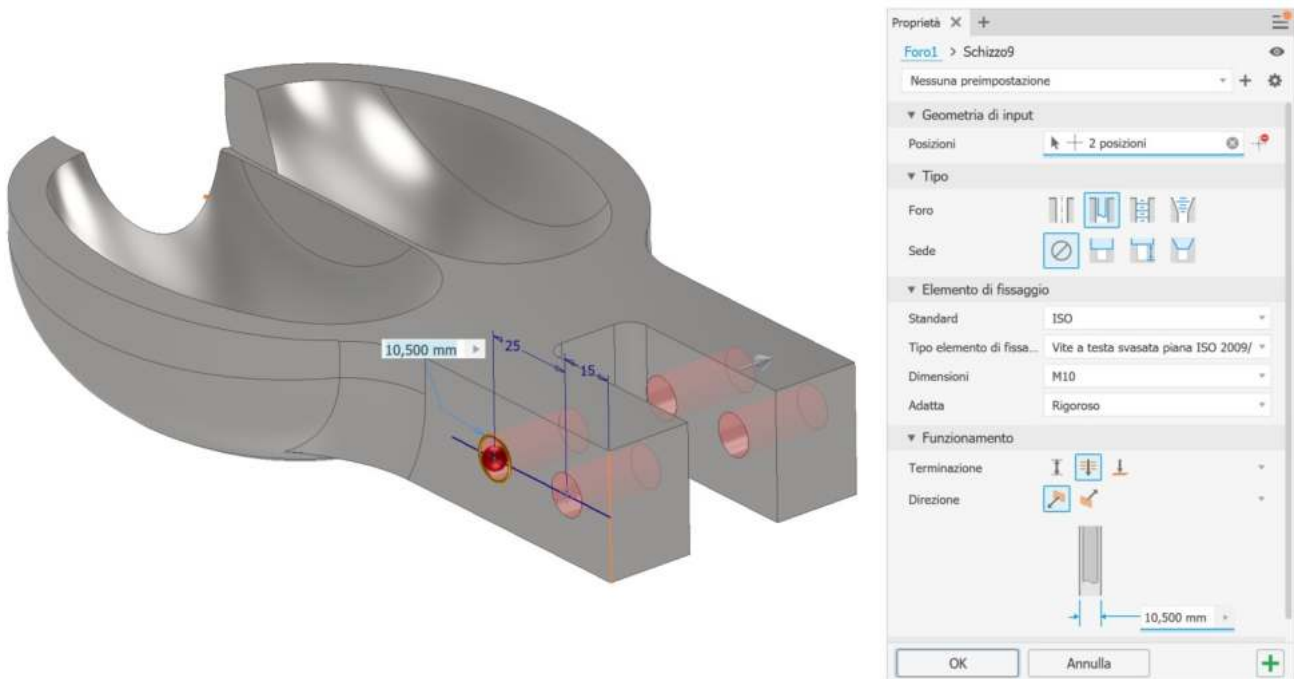 Proprietà
Foro1 > Schizzo9
Nessuna preimpostazione
Geometria di input
Posizioni 2 posizioni
Tipo
Foro
Sede
Elemento di fissaggio
Standard ISO
Tipo elemento di fissa... Vite a testa svasata piana ISO 2009/
Dimensioni M10
Adatta Rigoroso
Funzionamento
Terminazione
Direzione
10,500 mm
OK Annulla
10,500 mm
25
15